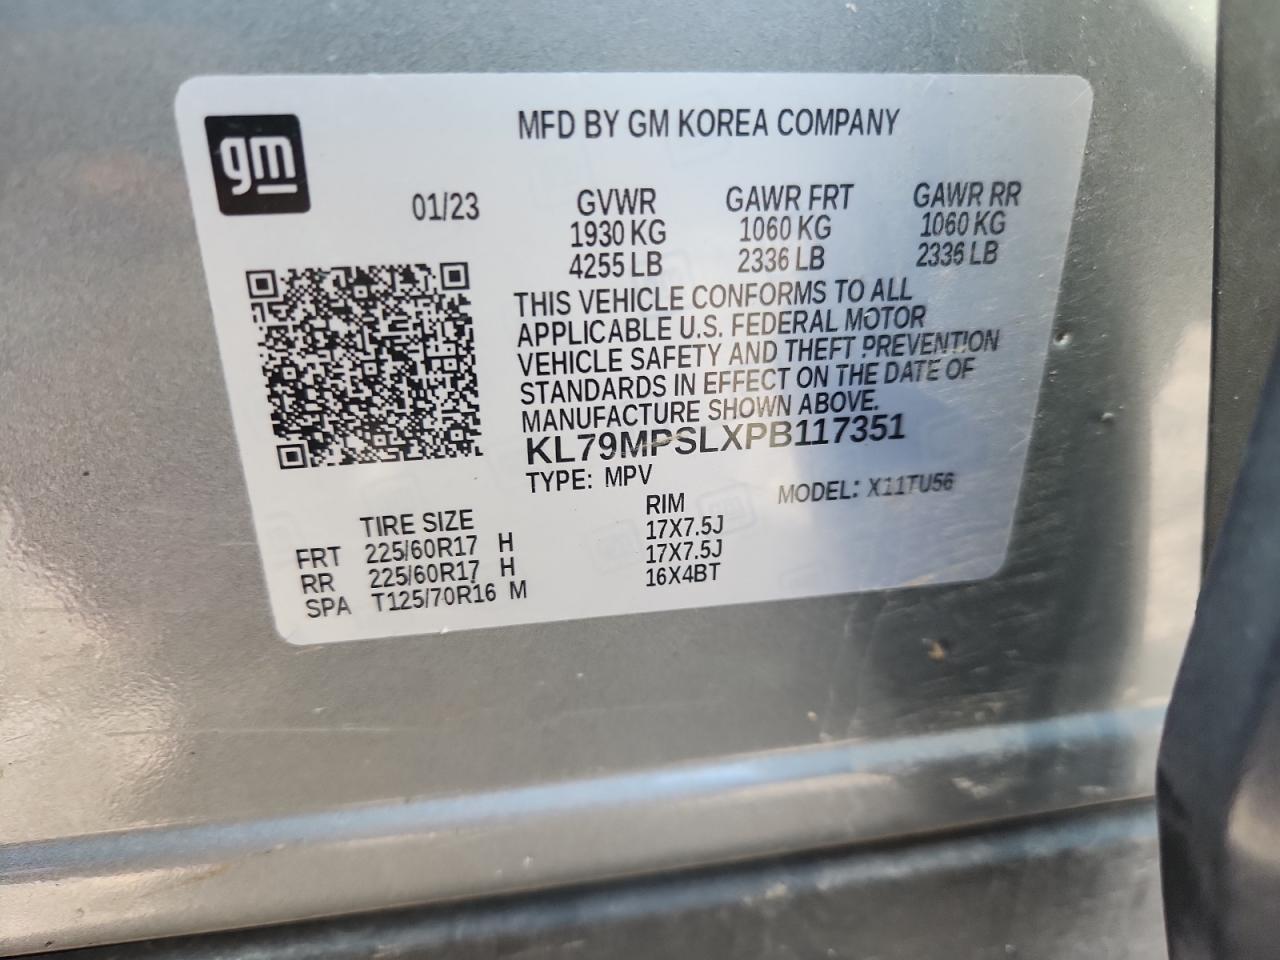 gm
MFD BY GM KOREA COMPANY
01/23 GVWR GAWR FRT GAWR RR
1930 KG 1060 KG 1060 KG
4255 LB 2336 LB 2336 LB
THIS VEHICLE CONFORMS TO ALL
APPLICABLE U.S. FEDERAL MOTOR
VEHICLE SAFETY AND THEFT PREVENTION
STANDARDS IN EFFECT ON THE DATE OF
MANUFACTURE SHOWN ABOVE.
KL79MPSLXPB117351
TYPE: MPV MODEL: X11TU56
TIRE SIZE RIM
FRT 225/60R17 H 17X7.5J
RR 225/60R17 H 17X7.5J
SPA T125/70R16 M 16X4BT